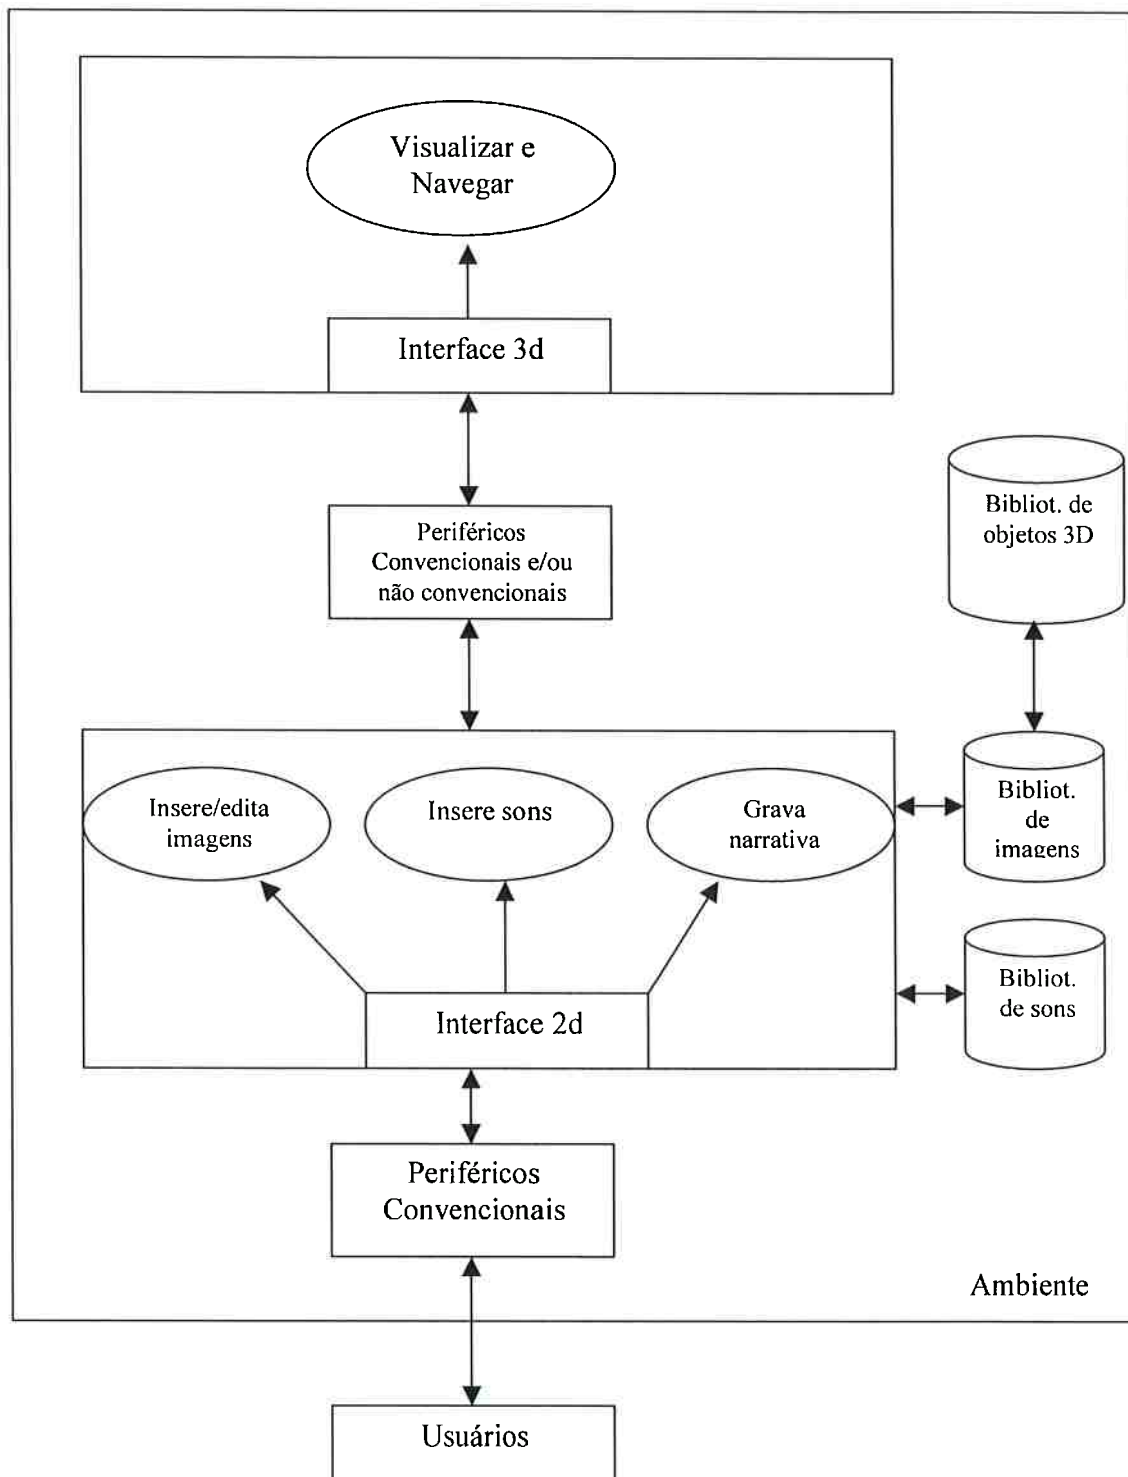 Visualizar e
Navegar
Interface 3d
Periféricos
Convencionais e/ou
não convencionais
Bibliot. de
objetos 3D
Insere/edita
imagens
Insere sons
Grava
narrativa
Bibliot.
de
imagens
Bibliot.
de sons
Interface 2d
Periféricos
Convencionais
Ambiente
Usuários